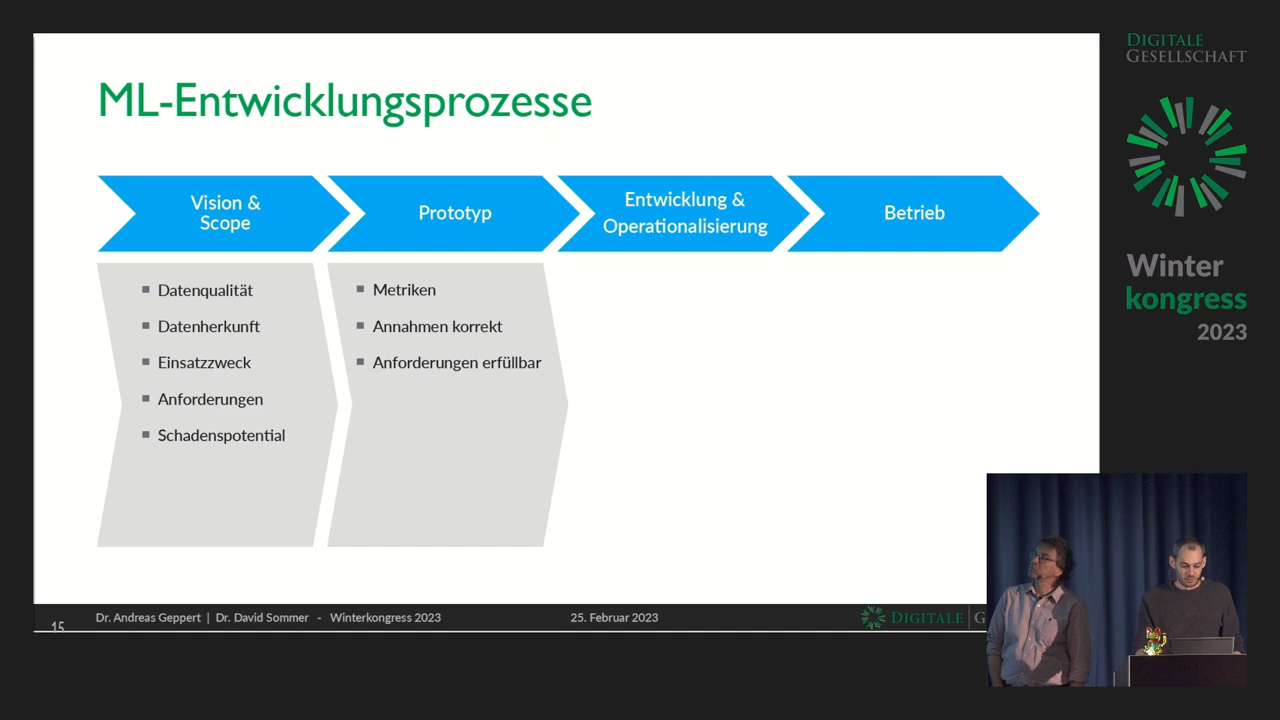 DIGITALE
GESELLSCHAFT
ML-Entwicklungsprozesse
Vision &
Scope
Prototyp
Entwicklung &
Operationalisierung
Betrieb
▪ Datenqualität
▪ Datenherkunft
▪ Einsatzzweck
▪ Anforderungen
▪ Schadenspotential
▪ Metriken
▪ Annahmen korrekt
▪ Anforderungen erfüllbar
Winter
kongress
2023
Dr. Andreas Geppert | Dr. David Sommer - Winterkongress 2023
25. Februar 2023
DIGITALE G
15